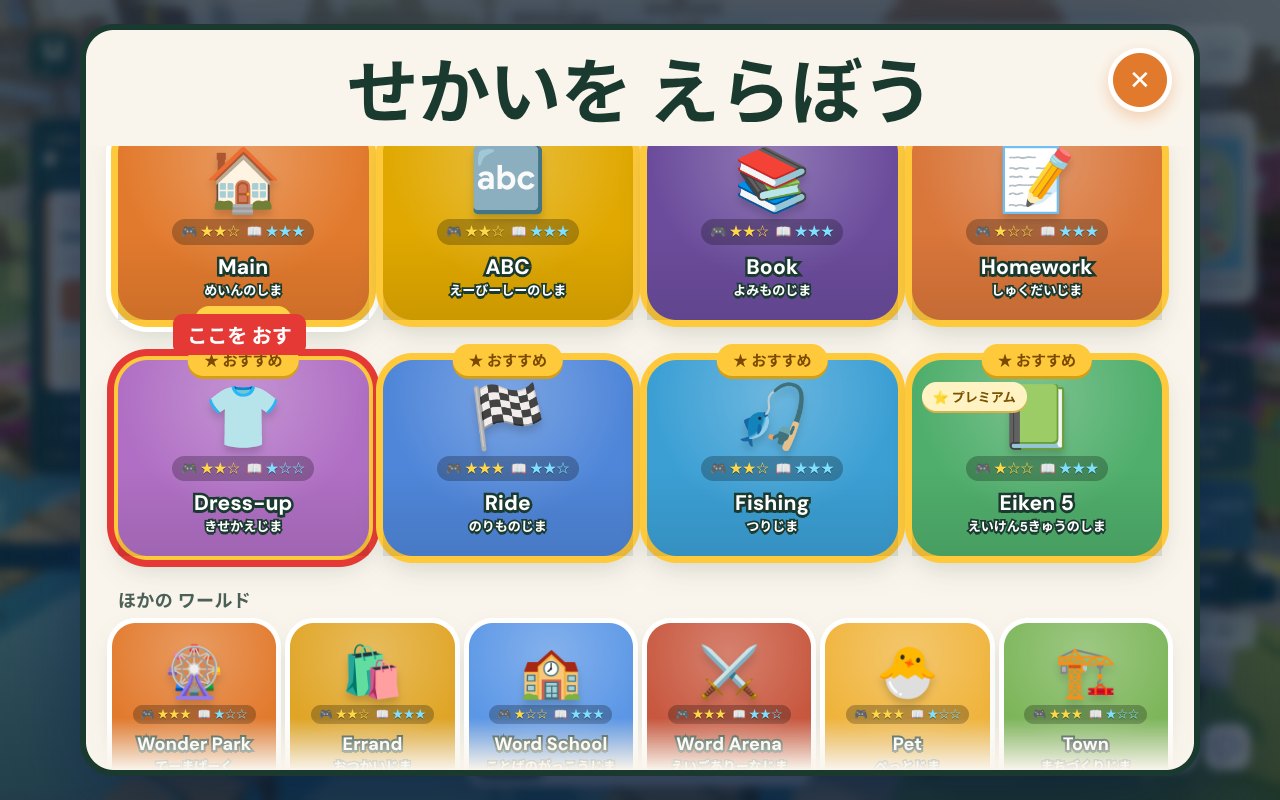 せかいを えらぼう
×
abc
🎮 ★★☆ 📖 ★★★
🎮 ★★☆ 📖 ★★★
🎮 ★★☆ 📖 ★★★
🎮 ★☆☆ 📖 ★★★
Main
めいんのしま
ABC
えーびーしーのしま
Book
よみものじま
Homework
しゅくだいじま
ここを おす
★ おすすめ
★ おすすめ
★ おすすめ
★ おすすめ
⭐ プレミアム
🎮 ★★☆ 📖 ★☆☆
🎮 ★★★ 📖 ★★☆
🎮 ★★☆ 📖 ★★★
🎮 ★☆☆ 📖 ★★★
Dress-up
きせかえじま
Ride
のりものじま
Fishing
つりじま
Eiken 5
えいけん5きゅうのしま
ほかの ワールド
🎮 ★★★ 📖 ★☆☆
🎮 ★★☆ 📖 ★★★
🎮 ★☆☆ 📖 ★★★
🎮 ★★★ 📖 ★★☆
🎮 ★★★ 📖 ★☆☆
🎮 ★★★ 📖 ★☆☆
Wonder Park
Errand
Word School
Word Arena
Pet
Town